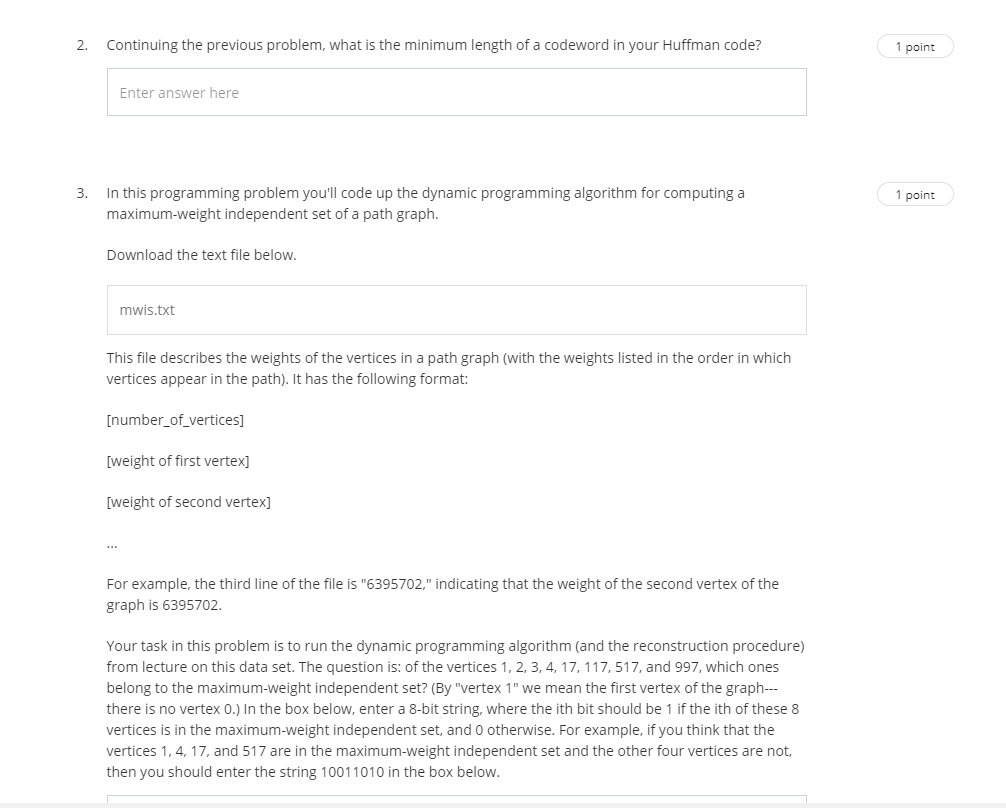 2. Continuing the previous problem, what is the minimum length of a codeword in your Huffman code?
1 point
Enter answer here
3. In this programming problem you'll code up the dynamic programming algorithm for computing a
1 point
maximum-weight independent set of a path graph.
Download the text file below.
mwis.txt
This file describes the weights of the vertices in a path graph (with the weights listed in the order in which
vertices appear in the path). It has the following format:
[number_of_vertices]
[weight of first vertex]
[weight of second vertex]
...
For example, the third line of the file is "6395702," indicating that the weight of the second vertex of the
graph is 6395702.
Your task in this problem is to run the dynamic programming algorithm (and the reconstruction procedure)
from lecture on this data set. The question is: of the vertices 1, 2, 3, 4, 17, 117, 517, and 997, which ones
belong to the maximum-weight independent set? (By "vertex 1" we mean the first vertex of the graph---
there is no vertex 0.) In the box below, enter a 8-bit string, where the ith bit should be 1 if the ith of these 8
vertices is in the maximum-weight independent set, and 0 otherwise. For example, if you think that the
vertices 1, 4, 17, and 517 are in the maximum-weight independent set and the other four vertices are not,
then you should enter the string 10011010 in the box below.